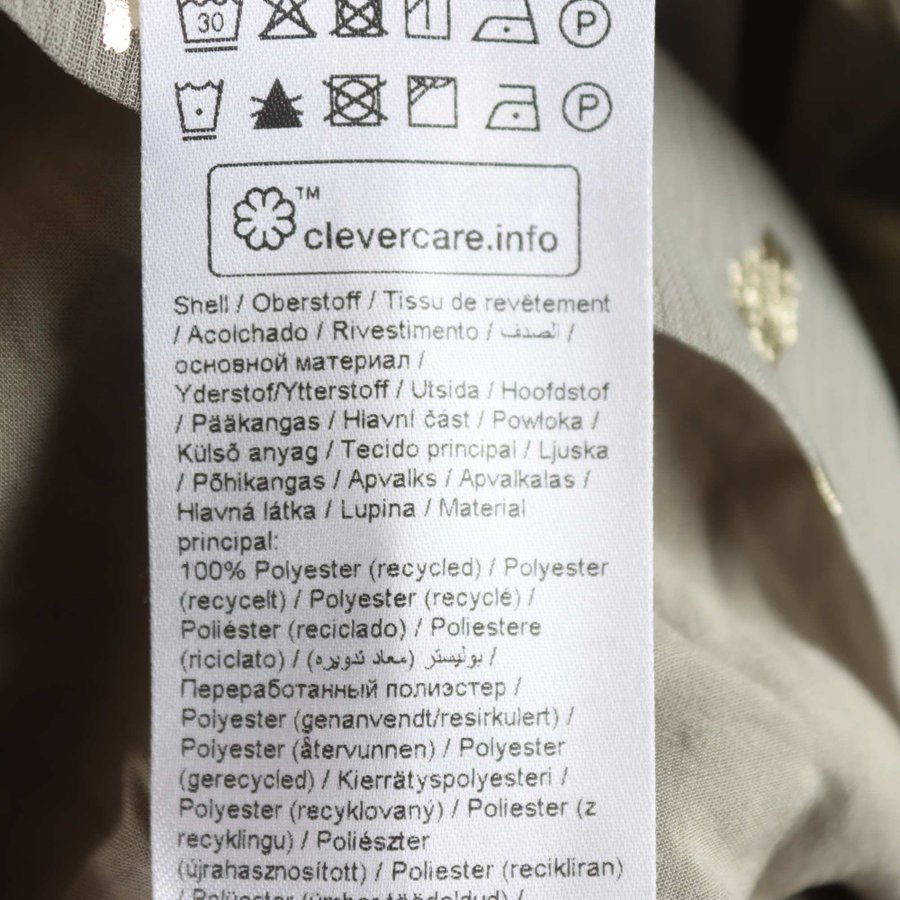 30
P
P
TM
clevercare.info
Shell / Oberstoff / Tissu de revêtement
/ Acolchado / Rivestimento / الصدف /
основной материал /
Yderstof/Ytterstoff / Utsida / Hoofdstof
/ Pääkangas / Hlavní část / Powłoka /
Külső anyag / Tecido principal / Ljuska
/ Põhikangas / Apvalks / Apvalkalas /
Hlavná látka / Lupina / Material
principal:
100% Polyester (recycled) / Polyester
(recycelt) / Polyester (recyclé) /
Poliéster (reciclado) / Poliestere
(riciclato) / بوليستر (معاد تدويره) /
Переработанный полиэстер /
Polyester (genanvendt/resirkulert) /
Polyester (återvunnen) / Polyester
(gerecycled) / Kierrätyspolyesteri /
Polyester (recyklovaný) / Poliester (z
recyklingu) / Poliészter
(újrahasznosított) / Poliester (recikliran)
/ Polüester (ümber töödeldud) /